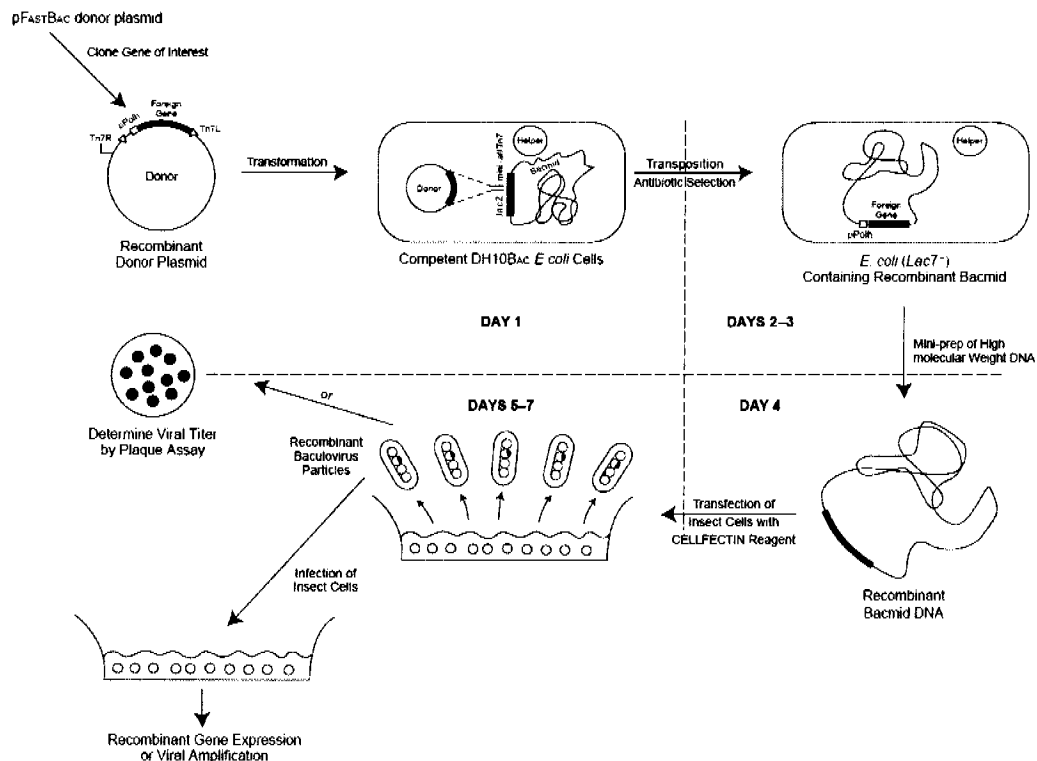 pFASTBAC donor plasmid
Clone Gene of Interest
Foreign
Gene
pPolh
Tn7R
Tn7L
Donor
Recombinant
Donor Plasmid
Transformation
Helper
Donor
lacZ
mini attTn7
Bacmid
Competent DH10BAC E coli Cells
Transposition
Antibiotic Selection
Helper
Foreign
Gene
pPolh
E. coli (Lac7⁻)
Containing Recombinant Bacmid
DAY 1
DAYS 2–3
Mini-prep of High
molecular Weight DNA
DAYS 5–7
DAY 4
or
Determine Viral Titer
by Plaque Assay
Recombinant
Baculovirus
Particles
Transfection of
Insect Cells with
CELLFECTIN Reagent
Recombinant
Bacmid DNA
Infection of
Insect Cells
Recombinant Gene Expression
or Viral Amplification